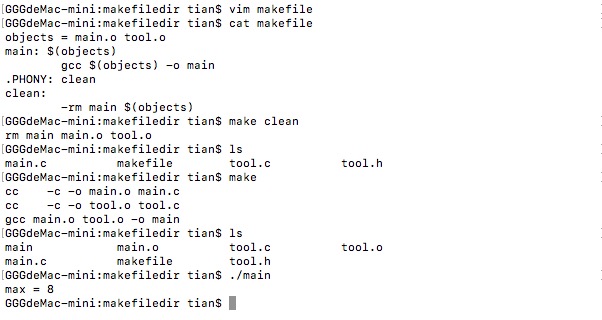 [GGGdeMac-mini:makefiledir tian$ vim makefile
[GGGdeMac-mini:makefiledir tian$ cat makefile
objects = main.o tool.o
main: $(objects)
        gcc $(objects) -o main
.PHONY: clean
clean:
        -rm main $(objects)
[GGGdeMac-mini:makefiledir tian$ make clean
rm main main.o tool.o
[GGGdeMac-mini:makefiledir tian$ ls
main.c          makefile        tool.c          tool.h
[GGGdeMac-mini:makefiledir tian$ make
cc    -c -o main.o main.c
cc    -c -o tool.o tool.c
gcc main.o tool.o -o main
[GGGdeMac-mini:makefiledir tian$ ls
main            main.o          tool.c          tool.o
main.c          makefile        tool.h
[GGGdeMac-mini:makefiledir tian$ ./main
max = 8
GGGdeMac-mini:makefiledir tian$